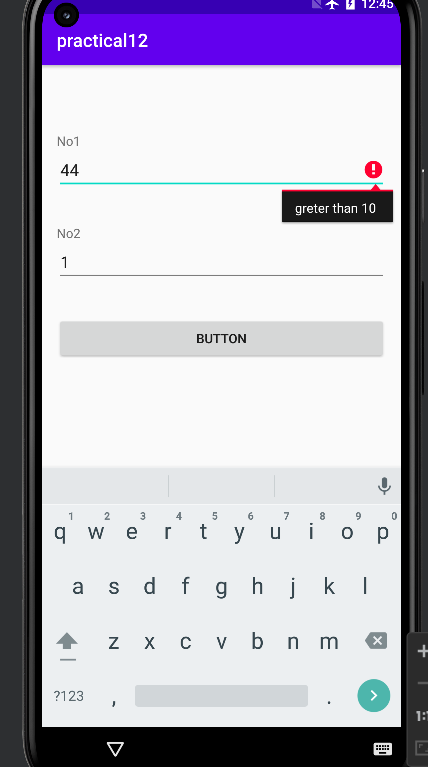 12:45
practical12
No1
44
greter than 10
No2
1
BUTTON
1 2 3 4 5 6 7 8 9 0
q w e r t y u i o p
a s d f g h j k l
z x c v b n m
?123 , .